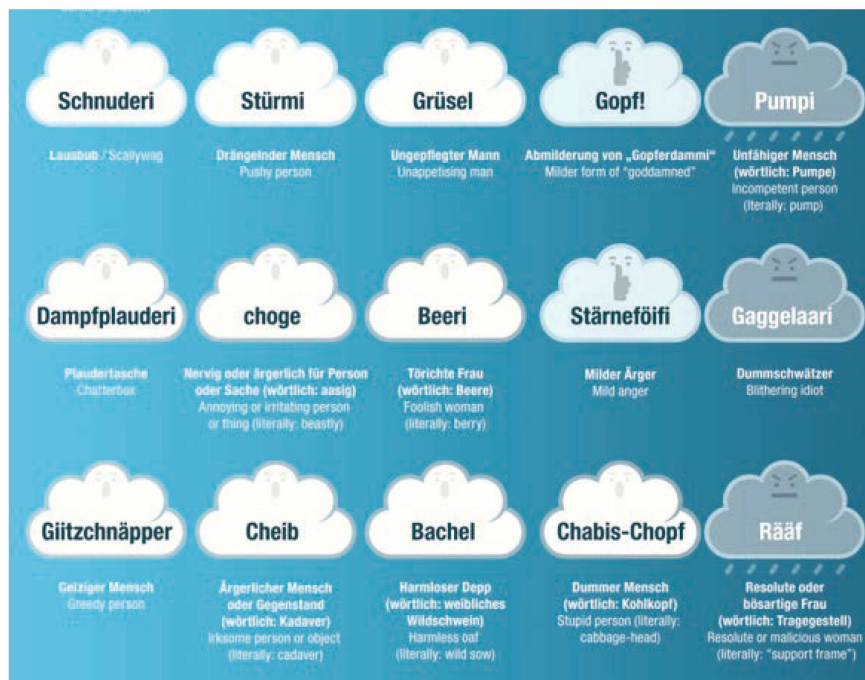 Schnuderi
Stürmi
Grüsel
Gopf!
Pumpi
Lausbub / Scallywag
Drängelnder Mensch
Pushy person
Ungepflegter Mann
Unappetising man
Abmilderung von „Gopferdammi“
Milder form of “goddamned”
Unfähiger Mensch
(wörtlich: Pumpe)
Incompetent person
(literally: pump)
Dampfplauderi
choge
Beeri
Stärneföifi
Gaggelaari
Plaudertasche
Chatterbox
Nervig oder ärgerlich für Person
oder Sache (wörtlich: aasig)
Annoying or irritating person
or thing (literally: beastly)
Törichte Frau
(wörtlich: Beere)
Foolish woman
(literally: berry)
Milder Ärger
Mild anger
Dummschwätzer
Blithering idiot
Giitzchnäpper
Cheib
Bachel
Chabis-Chopf
Rääf
Geiziger Mensch
Greedy person
Ärgerlicher Mensch
oder Gegenstand
(wörtlich: Kadaver)
Irksome person or object
(literally: cadaver)
Harmloser Depp
(wörtlich: weibliches
Wildschwein)
Harmless oaf
(literally: wild sow)
Dummer Mensch
(wörtlich: Kohlkopf)
Stupid person (literally:
cabbage-head)
Resolute oder
bösartige Frau
(wörtlich: Tragegestell)
Resolute or malicious woman
(literally: “support frame”)